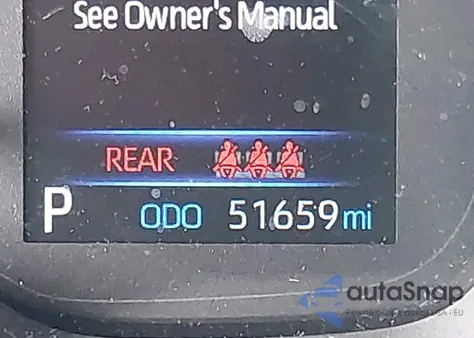 See Owner's Manual
REAR
P ODO 51659 mi
autoSnap